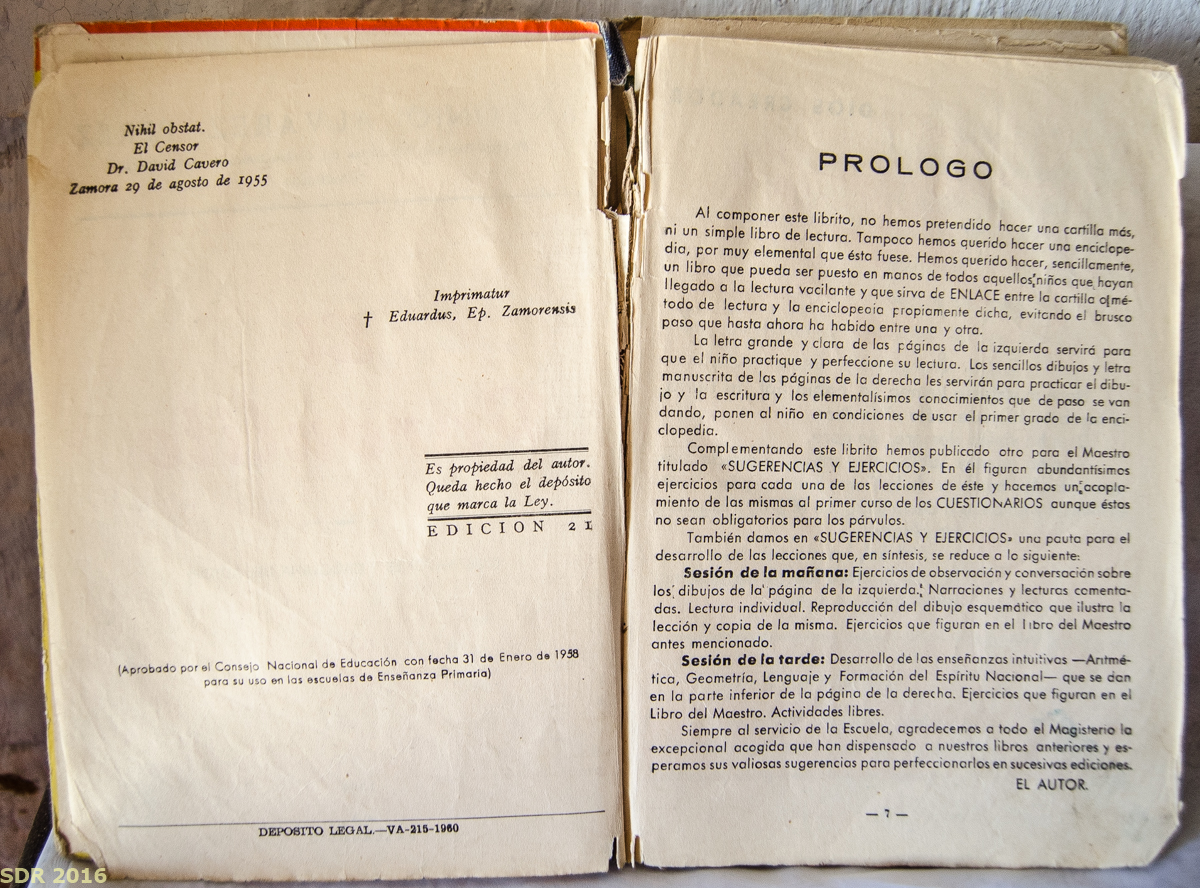 Nihil obstat.
El Censor
Dr. David Cavero
Zamora 29 de agosto de 1955
Imprimatur
† Eduardus, Ep. Zamorensis
Es propiedad del autor.
Queda hecho el depósito
que marca la Ley.
EDICION 21
(Aprobado por el Consejo Nacional de Educación con fecha 31 de Enero de 1958
para su uso en las escuelas de Enseñanza Primaria)
DEPOSITO LEGAL.—VA-215-1960
PROLOGO
Al componer este librito, no hemos pretendido hacer una cartilla más,
ni un simple libro de lectura. Tampoco hemos querido hacer una enciclope-
dia, por muy elemental que ésta fuese. Hemos querido hacer, sencillamente,
un libro que pueda ser puesto en manos de todos aquellos niños que hayan
llegado a la lectura vacilante y que sirva de ENLACE entre la cartilla o mé-
todo de lectura y la enciclopedia propiamente dicha, evitando el brusco
paso que hasta ahora ha habido entre una y otra.
La letra grande y clara de las páginas de la izquierda servirá para
que el niño practique y perfeccione su lectura. Los sencillos dibujos y letra
manuscrita de las páginas de la derecha les servirán para practicar el dibu-
jo y la escritura y los elementalísimos conocimientos que de paso se van
dando, ponen al niño en condiciones de usar el primer grado de la enci-
clopedia.
Complementando este librito hemos publicado otro para el Maestro
titulado «SUGERENCIAS Y EJERCICIOS». En él figuran abundantísimos
ejercicios para cada una de las lecciones de éste y hacemos un acopla-
miento de las mismas al primer curso de los CUESTIONARIOS aunque éstos
no sean obligatorios para los párvulos.
También damos en «SUGERENCIAS Y EJERCICIOS» una pauta para el
desarrollo de las lecciones que, en síntesis, se reduce a lo siguiente:
Sesión de la mañana: Ejercicios de observación y conversación sobre
los dibujos de la página de la izquierda. Narraciones y lecturas comenta-
das. Lectura individual. Reproducción del dibujo esquemático que ilustra la
lección y copia de la misma. Ejercicios que figuran en el libro del Maestro
antes mencionado.
Sesión de la tarde: Desarrollo de las enseñanzas intuitivas —Aritmé-
tica, Geometría, Lenguaje y Formación del Espíritu Nacional— que se dan
en la parte inferior de la página de la derecha. Ejercicios que figuran en el
Libro del Maestro. Actividades libres.
Siempre al servicio de la Escuela, agradecemos a todo el Magisterio la
excepcional acogida que han dispensado a nuestros libros anteriores y es-
peramos sus valiosas sugerencias para perfeccionarlos en sucesivas ediciones.
EL AUTOR.
— 7 —
SDR 2016